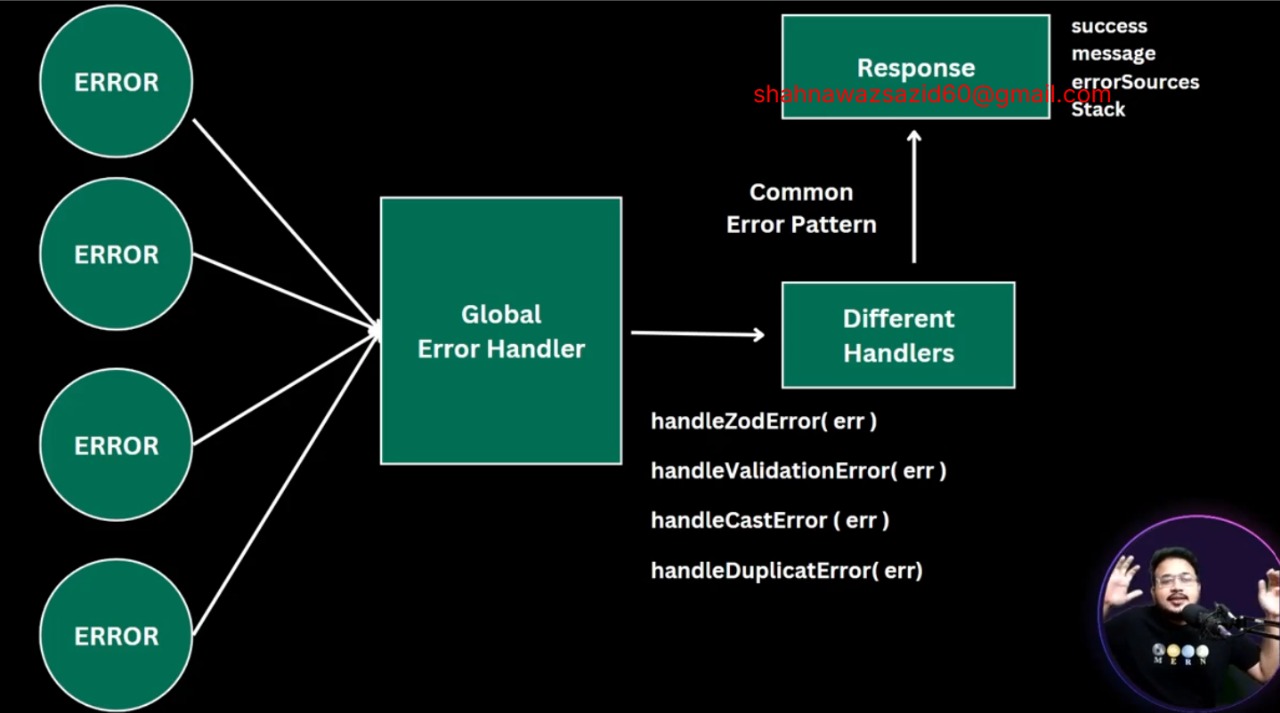 ERROR
ERROR
ERROR
ERROR
Global
Error Handler
Different
Handlers
handleZodError( err )
handleValidationError( err )
handleCastError ( err )
handleDuplicatError( err)
Common
Error Pattern
Response
shahnawazsazid60@gmail.com
success
message
errorSources
Stack
M E R N